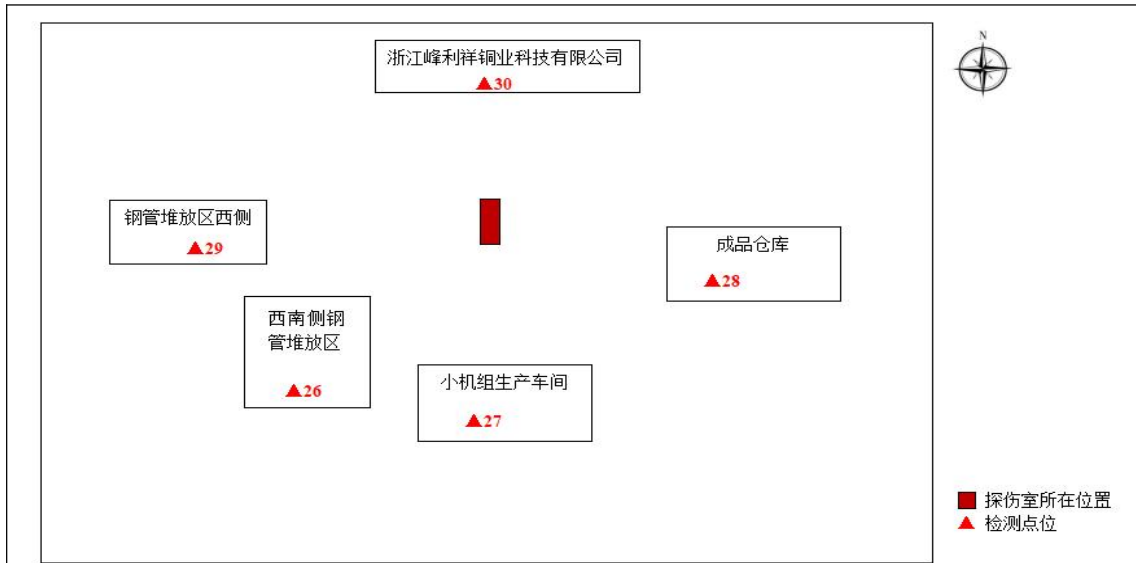 浙江峰利祥铜业科技有限公司
▲30
N
钢管堆放区西侧
▲29
成品仓库
▲28
西南侧钢
管堆放区
▲26
小机组生产车间
▲27
探伤室所在位置
▲ 检测点位